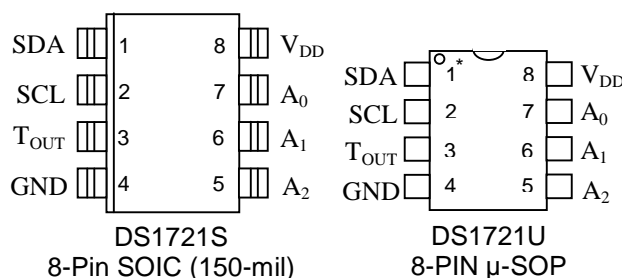 SDA 1 8 VDD
SCL 2 7 A0
TOUT 3 6 A1
GND 4 5 A2
DS1721S
8-Pin SOIC (150-mil)
SDA 1* 8 VDD
SCL 2 7 A0
TOUT 3 6 A1
GND 4 5 A2
DS1721U
8-PIN μ-SOP